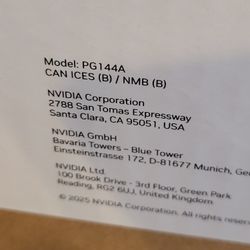 Model: PG144A
CAN ICES (B) / NMB (B)
NVIDIA Corporation
2788 San Tomas Expressway
Santa Clara, CA 95051, USA
NVIDIA GmbH
Bavaria Towers – Blue Tower
Einsteinstrasse 172, D-81677 Munich,
NVIDIA Ltd.
100 Brook Drive - 3rd Floor, Green Park
Reading, RG2 6UJ, United Kingdom
© 2025 NVIDIA Corporation. All rights